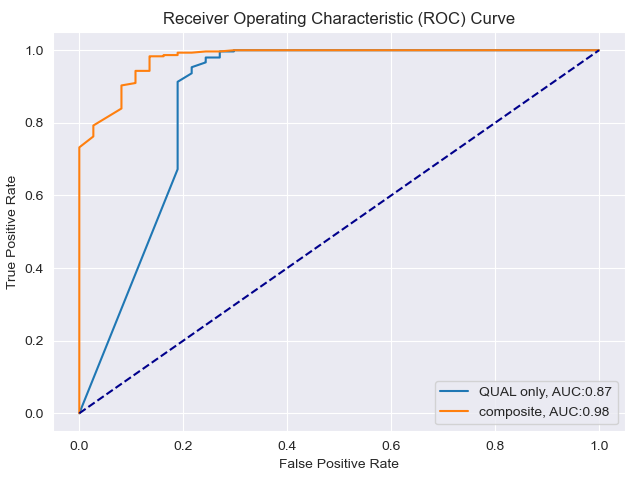 Receiver Operating Characteristic (ROC) Curve
1.0
0.8
0.6
0.4
0.2
0.0
True Positive Rate
QUAL only, AUC:0.87
composite, AUC:0.98
0.0 0.2 0.4 0.6 0.8 1.0
False Positive Rate